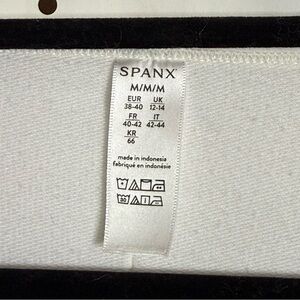 SPANX
M/M/M
EUR UK
38-40 12-14
FR IT
40-42 42-44
KR
66
made in indonesia
fabriqué en indonésie